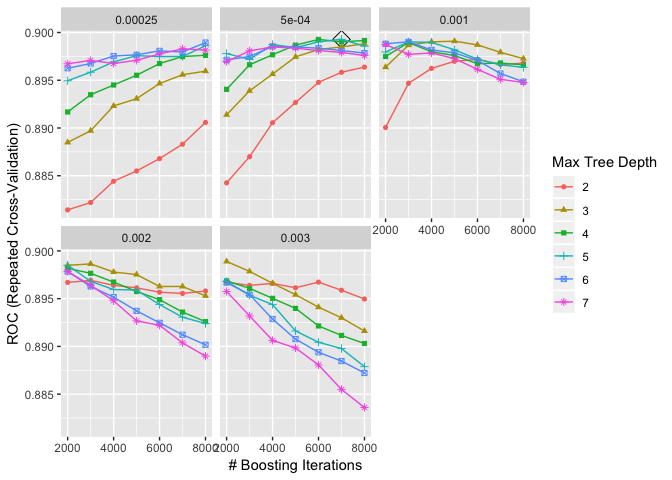 0.00025 5e-04 0.001
0.900
0.895
0.890
0.885
2000 4000 6000 8000
0.002 0.003
0.900
0.895
0.890
0.885
2000 4000 6000 8000 2000 4000 6000 8000
# Boosting Iterations
ROC (Repeated Cross-Validation)
Max Tree Depth
2
3
4
5
6
7